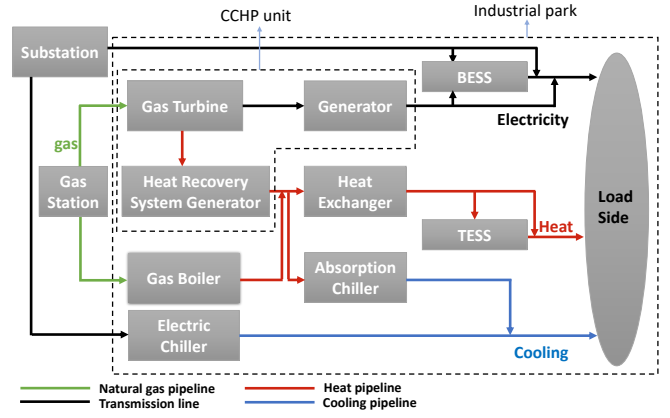 CCHP unit
Industrial park
Substation
BESS
Gas Turbine
Generator
Electricity
gas
Gas
Station
Heat Recovery
System Generator
Heat
Exchanger
Load
Side
Heat
TESS
Gas Boiler
Absorption
Chiller
Electric
Chiller
Cooling
Natural gas pipeline
Heat pipeline
Transmission line
Cooling pipeline